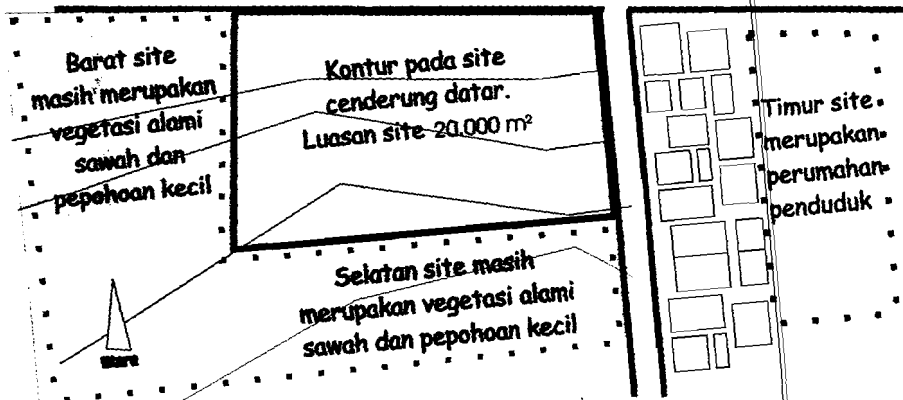 Barat site
masih merupakan
vegetasi alami
sawah dan
pepohoan kecil
Kontur pada site
cenderung datar.
Luasan site 20.000 m²
Timur site
merupakan
perumahan
penduduk
Selatan site masih
merupakan vegetasi alami
sawah dan pepohoan kecil